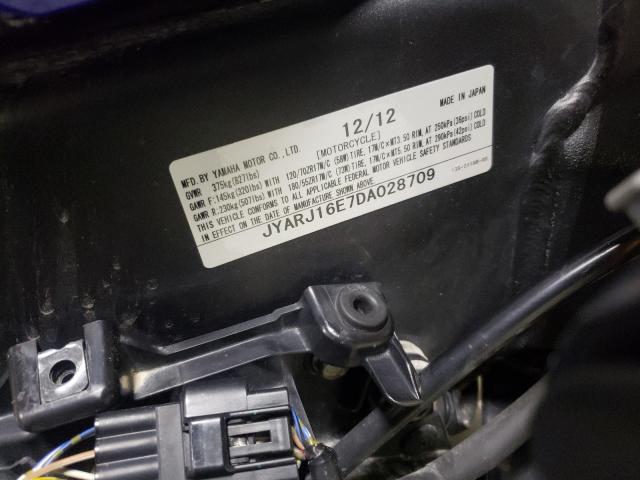 12/12
MADE IN JAPAN
MFD. BY YAMAHA MOTOR CO., LTD.
[MOTORCYCLE]
GVWR 375kg(827lbs)
GAWR F:145kg(320lbs)WITH 120/70ZR17M/C (58W)TIRE, 17M/C×MT3.50 RIM, AT 250kPa(36psi)COLD
GAWR R:230kg(507lbs)WITH 180/55ZR17M/C (73W)TIRE, 17M/C×MT5.50 RIM, AT 290kPa(42psi)COLD
THIS VEHICLE CONFORMS TO ALL APPLICABLE FEDERAL MOTOR VEHICLE SAFETY STANDARDS
IN EFFECT ON THE DATE OF MANUFACTURE SHOWN ABOVE.
JYARJ16E7DA028709